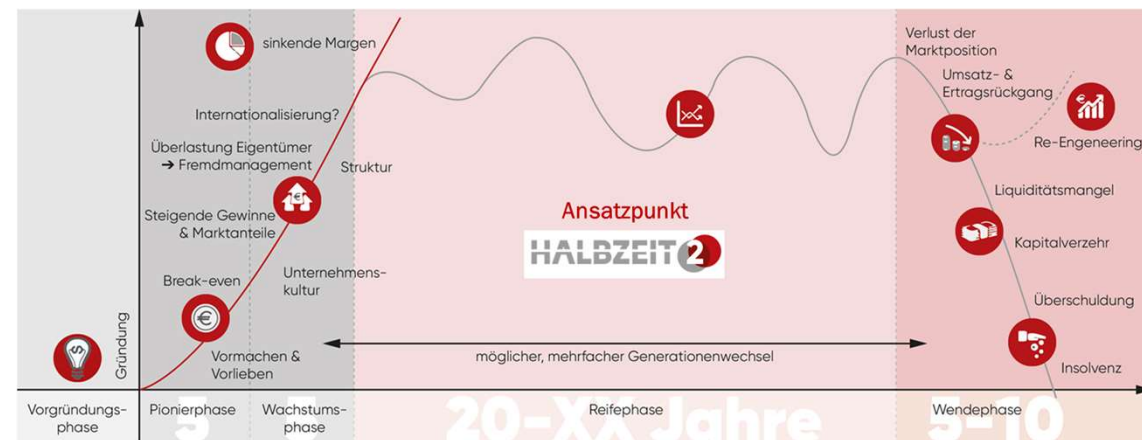 sinkende Margen
Internationalisierung?
Überlastung Eigentümer
➔ Fremdmanagement
Struktur
Steigende Gewinne
& Marktanteile
Break-even
Unternehmens-
kultur
Vormachen &
Vorlieben
Gründung
Ansatzpunkt
HALBZEIT 2
möglicher, mehrfacher Generationenwechsel
Verlust der
Marktposition
Umsatz- &
Ertragsrückgang
Re-Engeneering
Liquiditätsmangel
Kapitalverzehr
Überschuldung
Insolvenz
Vorgründungs-
phase
Pionierphase
5
Wachstums-
phase
Reifephase
20-XX Jahre
Wendephase
5-10